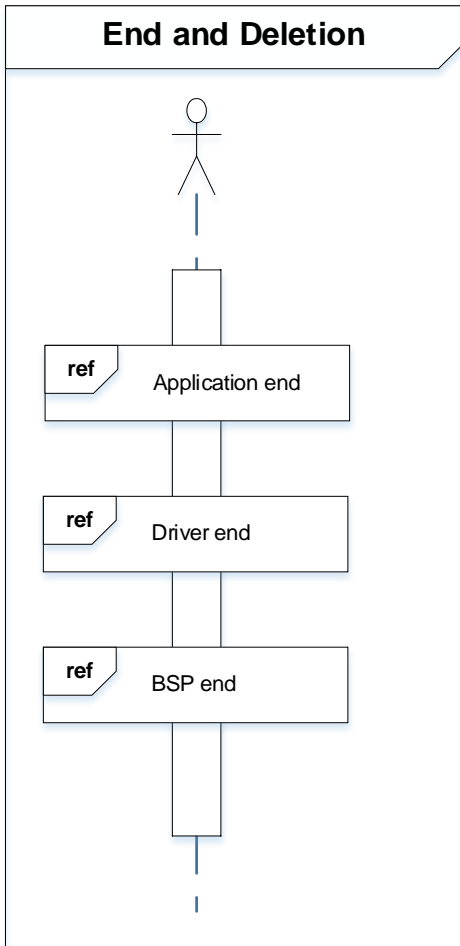 End and Deletion
ref
Application end
ref
Driver end
ref
BSP end